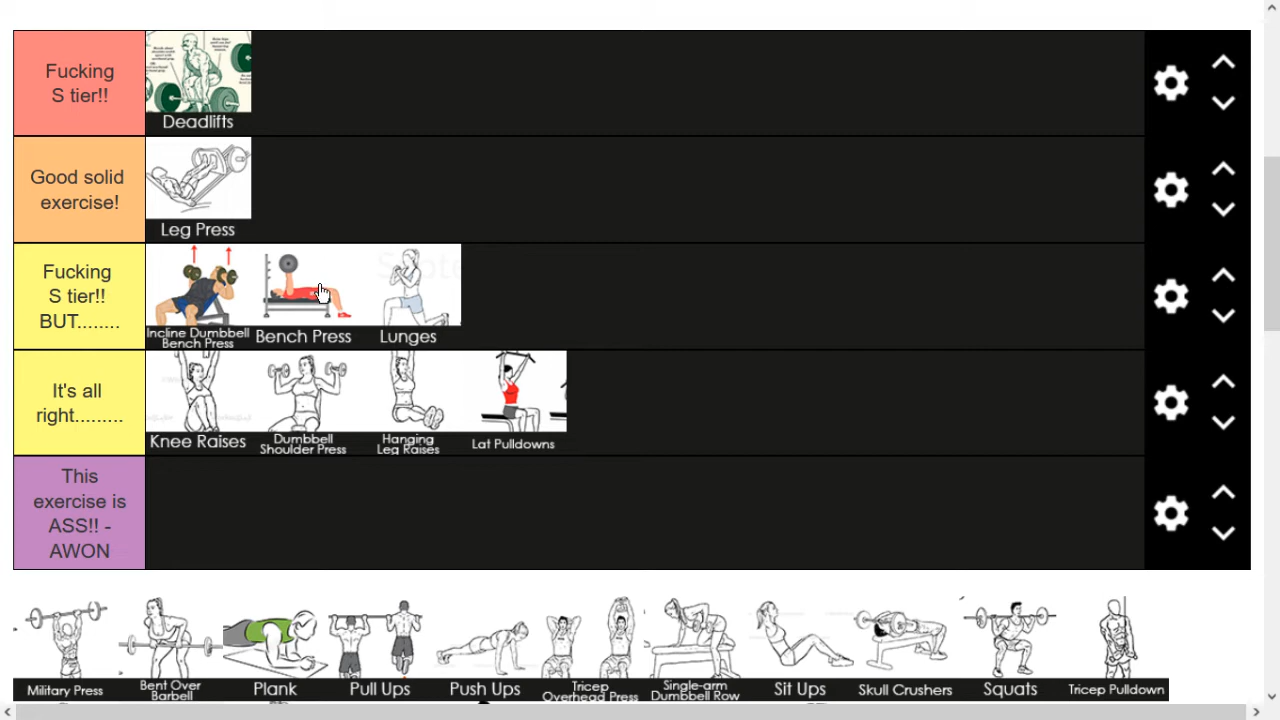 Fucking
S tier!!
Deadlifts
Good solid
exercise!
Leg Press
Fucking
S tier!!
BUT........
Incline Dumbbell
Bench Press
Bench Press
Lunges
It's all
right.........
Knee Raises
Dumbbell
Shoulder Press
Hanging
Leg Raises
Lat Pulldowns
This
exercise is
ASS!! -
AWON
Military Press
Bent Over
Barbell
Plank
Pull Ups
Push Ups
Tricep
Overhead Press
Single-arm
Dumbbell Row
Sit Ups
Skull Crushers
Squats
Tricep Pulldown